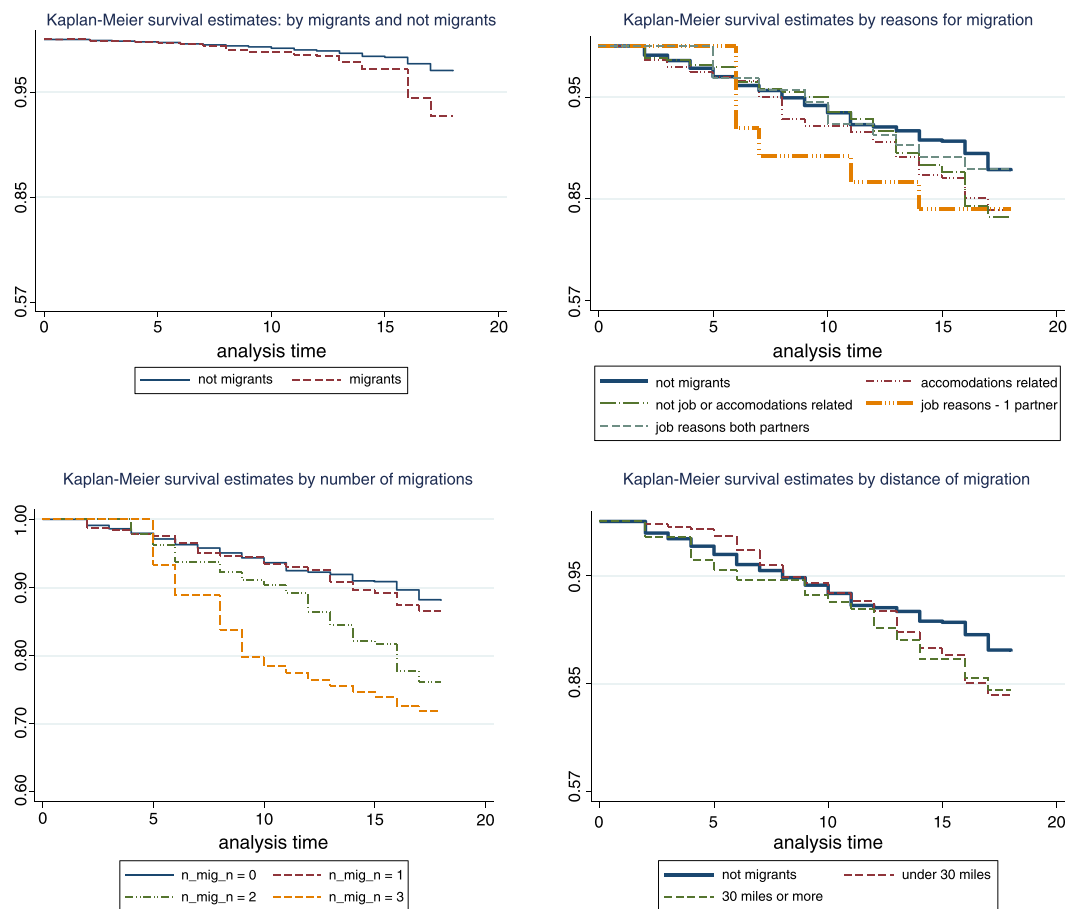 Kaplan-Meier survival estimates: by migrants and not migrants
0.95
0.85
0.57
0 5 10 15 20
analysis time
not migrants migrants
Kaplan-Meier survival estimates by reasons for migration
0.95
0.85
0.57
0 5 10 15 20
analysis time
not migrants accomodations related
not job or accomodations related job reasons - 1 partner
job reasons both partners
Kaplan-Meier survival estimates by number of migrations
1.00
0.90
0.80
0.70
0.60
0 5 10 15 20
analysis time
n_mig_n = 0 n_mig_n = 1
n_mig_n = 2 n_mig_n = 3
Kaplan-Meier survival estimates by distance of migration
0.95
0.85
0.57
0 5 10 15 20
analysis time
not migrants under 30 miles
30 miles or more